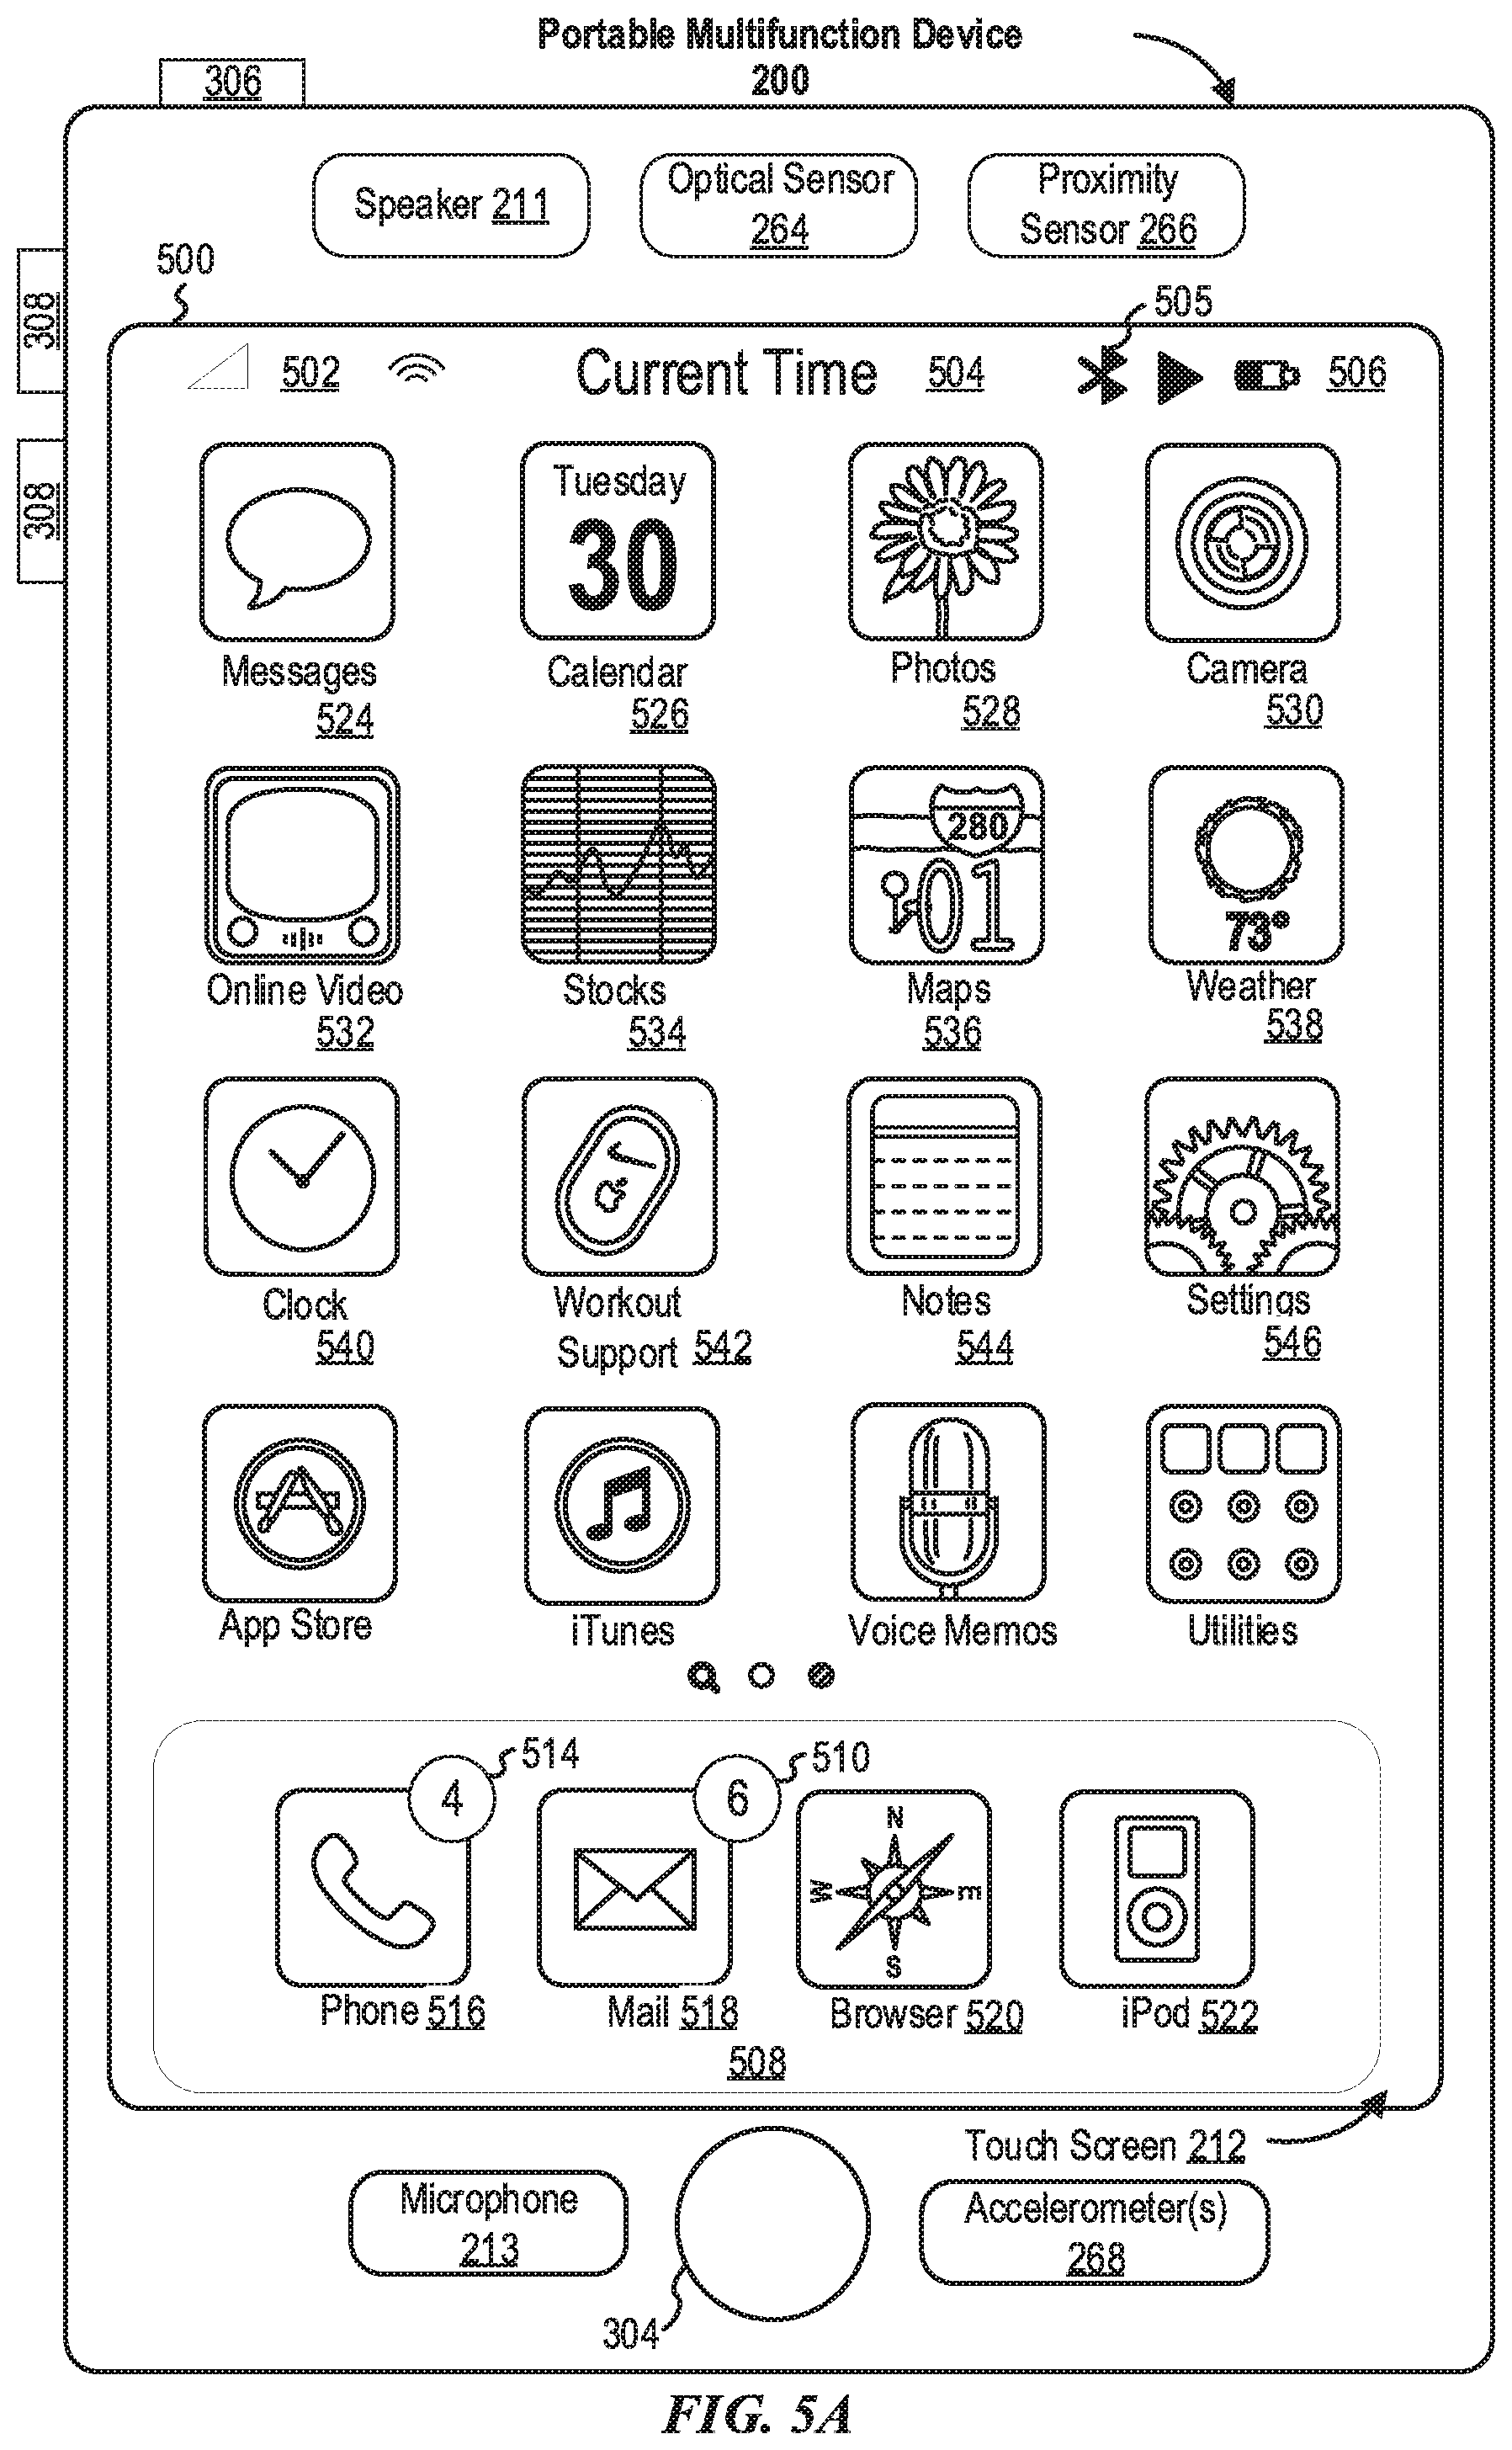 Portable Multifunction Device
200
306
Speaker 211
Optical Sensor
264
Proximity
Sensor 266
308
308
500
505
502
Current Time
504
506
Tuesday
30
Messages
524
Calendar
526
Photos
528
Camera
530
280
01
73°
Online Video
532
Stocks
534
Maps
536
Weather
538
Clock
540
Workout
Support 542
Notes
544
Settings
546
App Store
iTunes
Voice Memos
Utilities
4
514
6
510
N
W
E
S
Phone 516
Mail 518
Browser 520
iPod 522
508
Touch Screen 212
Microphone
213
Accelerometer(s)
268
304
FIG. 5A